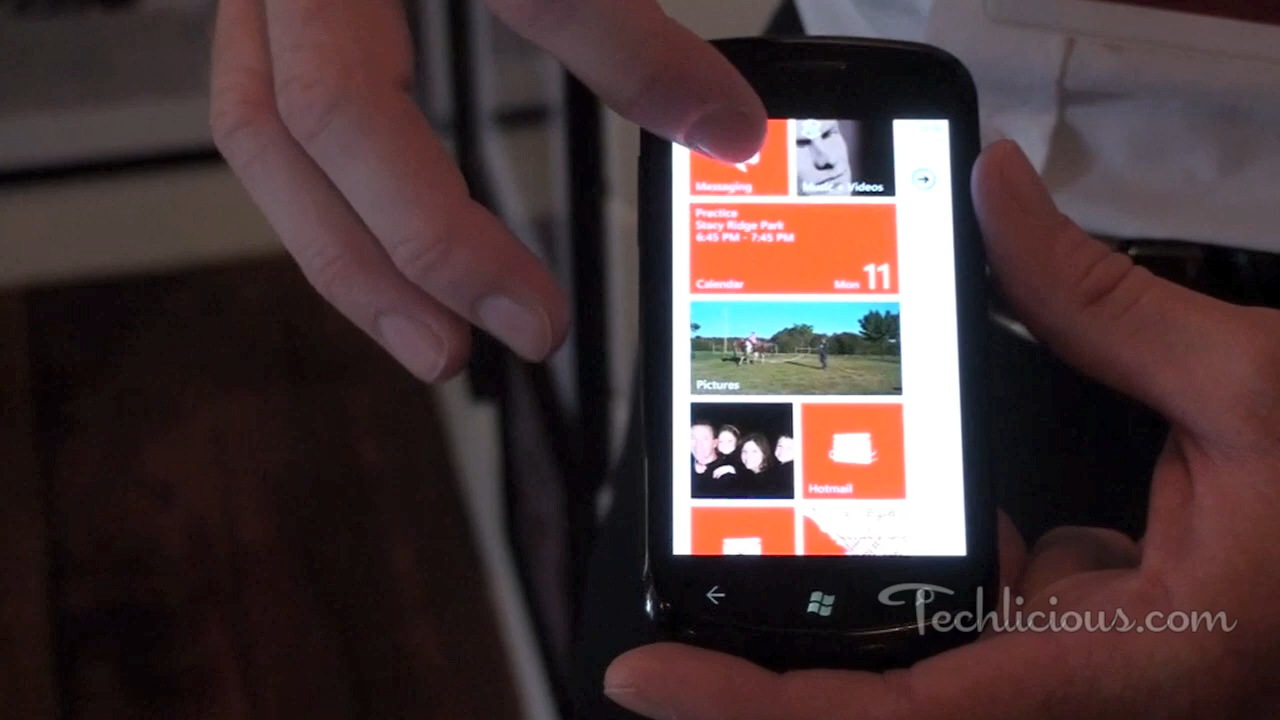 Messaging
Music + Videos
Practice
Stacy Ridge Park
6:45 PM - 7:45 PM
Calendar
Mon 11
Pictures
Hotmail
Techlicious.com